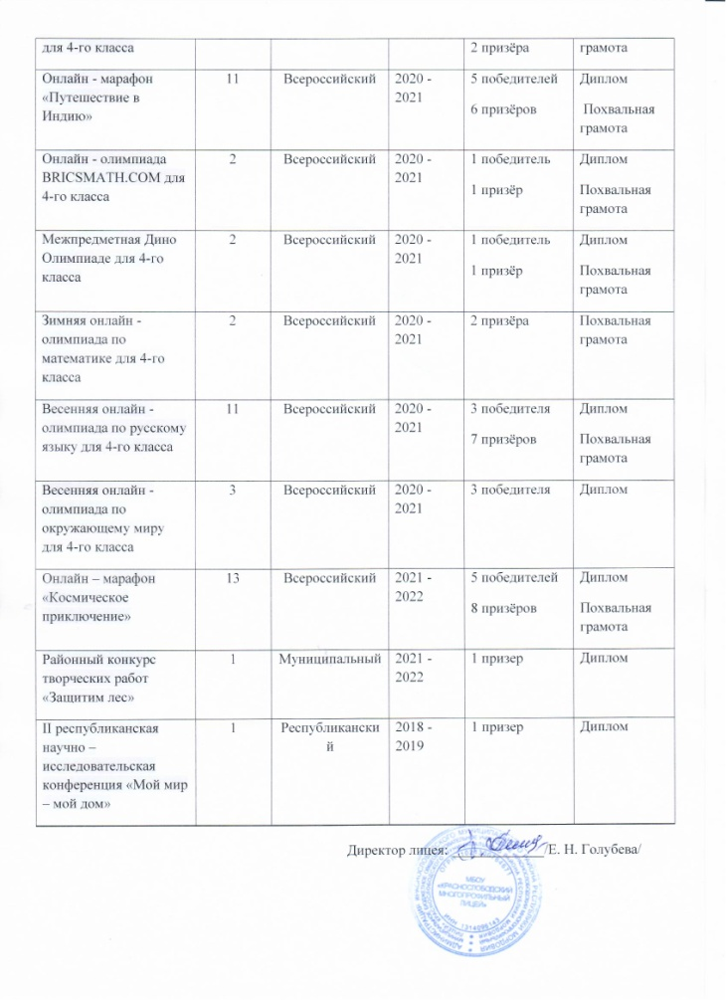 для 4-го класса 2 призёра грамота
Онлайн - марафон 11 Всероссийский 2020 - 5 победителей Диплом
«Путешествие в 2021
Индию» 6 призёров Похвальная
грамота
Онлайн - олимпиада 2 Всероссийский 2020 - 1 победитель Диплом
BRICSMATH.COM для 2021
4-го класса 1 призёр Похвальная
грамота
Межпредметная Дино 2 Всероссийский 2020 - 1 победитель Диплом
Олимпиаде для 4-го 2021
класса 1 призёр Похвальная
грамота
Зимняя онлайн - 2 Всероссийский 2020 - 2 призёра Похвальная
олимпиада по 2021 грамота
математике для 4-го
класса
Весенняя онлайн - 11 Всероссийский 2020 - 3 победителя Диплом
олимпиада по русскому 2021
языку для 4-го класса 7 призёров Похвальная
грамота
Весенняя онлайн - 3 Всероссийский 2020 - 3 победителя Диплом
олимпиада по 2021
окружающему миру
для 4-го класса
Онлайн – марафон 13 Всероссийский 2021 - 5 победителей Диплом
«Космическое 2022
приключение» 8 призёров Похвальная
грамота
Районный конкурс 1 Муниципальный 2021 - 1 призер Диплом
творческих работ 2022
«Защитим лес»
II республиканская 1 Республикански 2018 - 1 призер Диплом
научно – й 2019
исследовательская
конференция «Мой мир
– мой дом»
Директор лицея: /Е. Н. Голубева/
МБОУ
«КРАСНОСЛОБОДСКИЙ
МНОГОПРОФИЛЬНЫЙ
ЛИЦЕЙ»